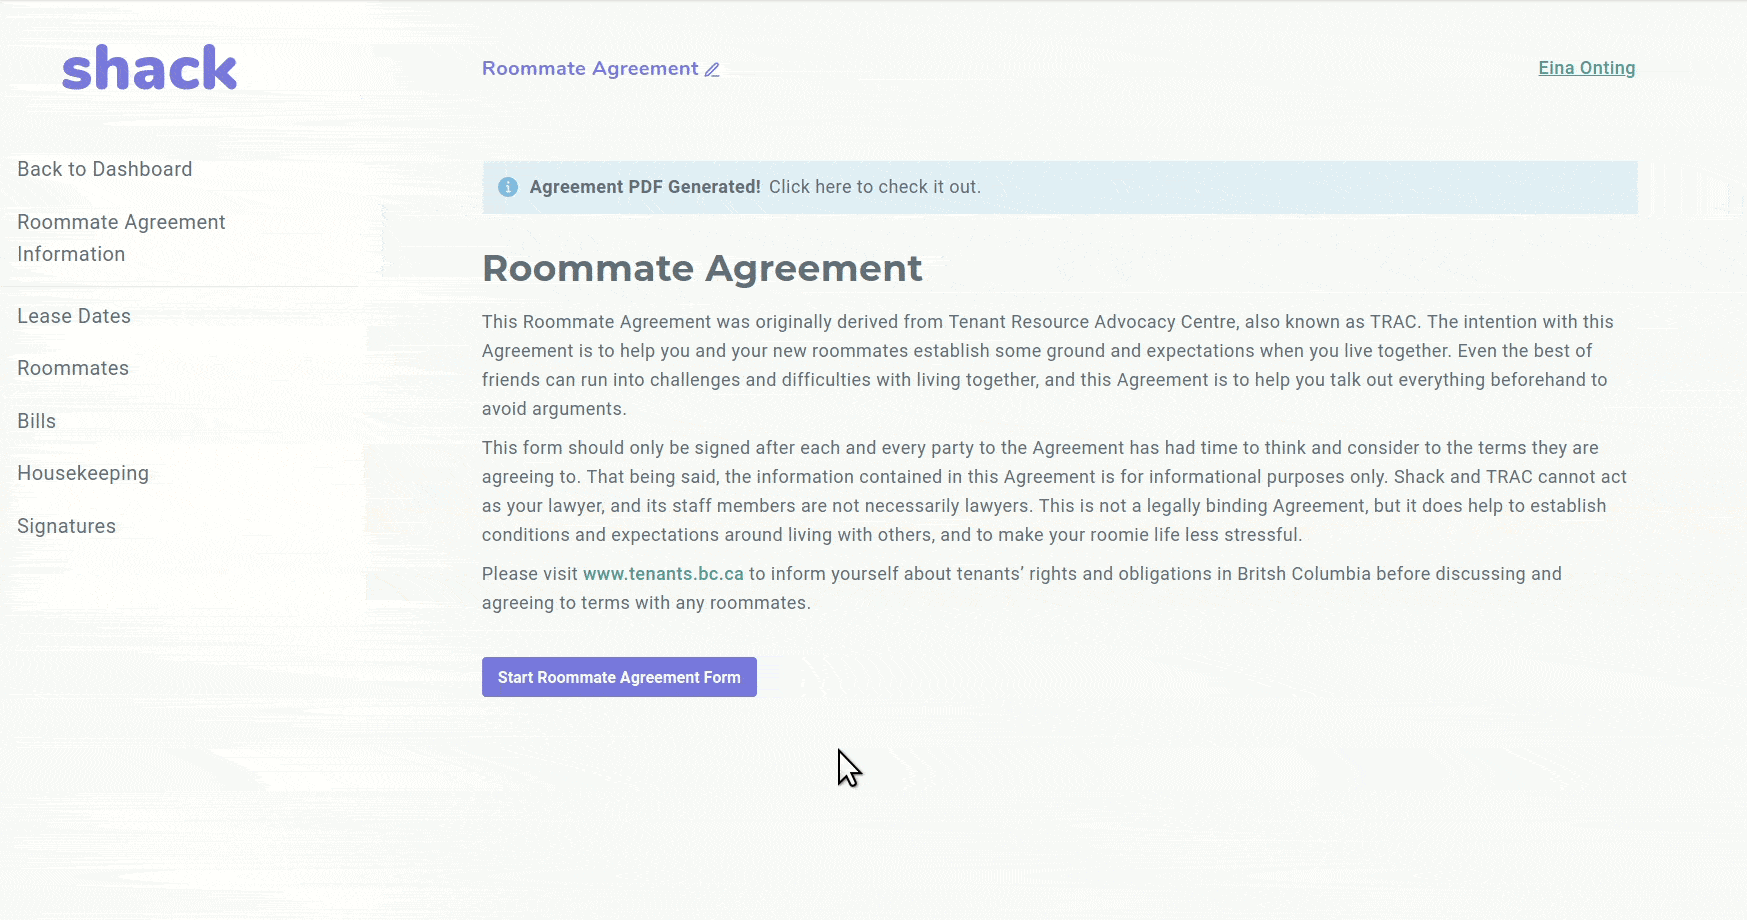 shack
Roommate Agreement
Eina Onting
Back to Dashboard
Roommate Agreement
Information
Lease Dates
Roommates
Bills
Housekeeping
Signatures
Agreement PDF Generated! Click here to check it out.
Roommate Agreement
This Roommate Agreement was originally derived from Tenant Resource Advocacy Centre, also known as TRAC. The intention with this
Agreement is to help you and your new roommates establish some ground and expectations when you live together. Even the best of
friends can run into challenges and difficulties with living together, and this Agreement is to help you talk out everything beforehand to
avoid arguments.
This form should only be signed after each and every party to the Agreement has had time to think and consider to the terms they are
agreeing to. That being said, the information contained in this Agreement is for informational purposes only. Shack and TRAC cannot act
as your lawyer, and its staff members are not necessarily lawyers. This is not a legally binding Agreement, but it does help to establish
conditions and expectations around living with others, and to make your roomie life less stressful.
Please visit www.tenants.bc.ca to inform yourself about tenants’ rights and obligations in Britsh Columbia before discussing and
agreeing to terms with any roommates.
Start Roommate Agreement Form